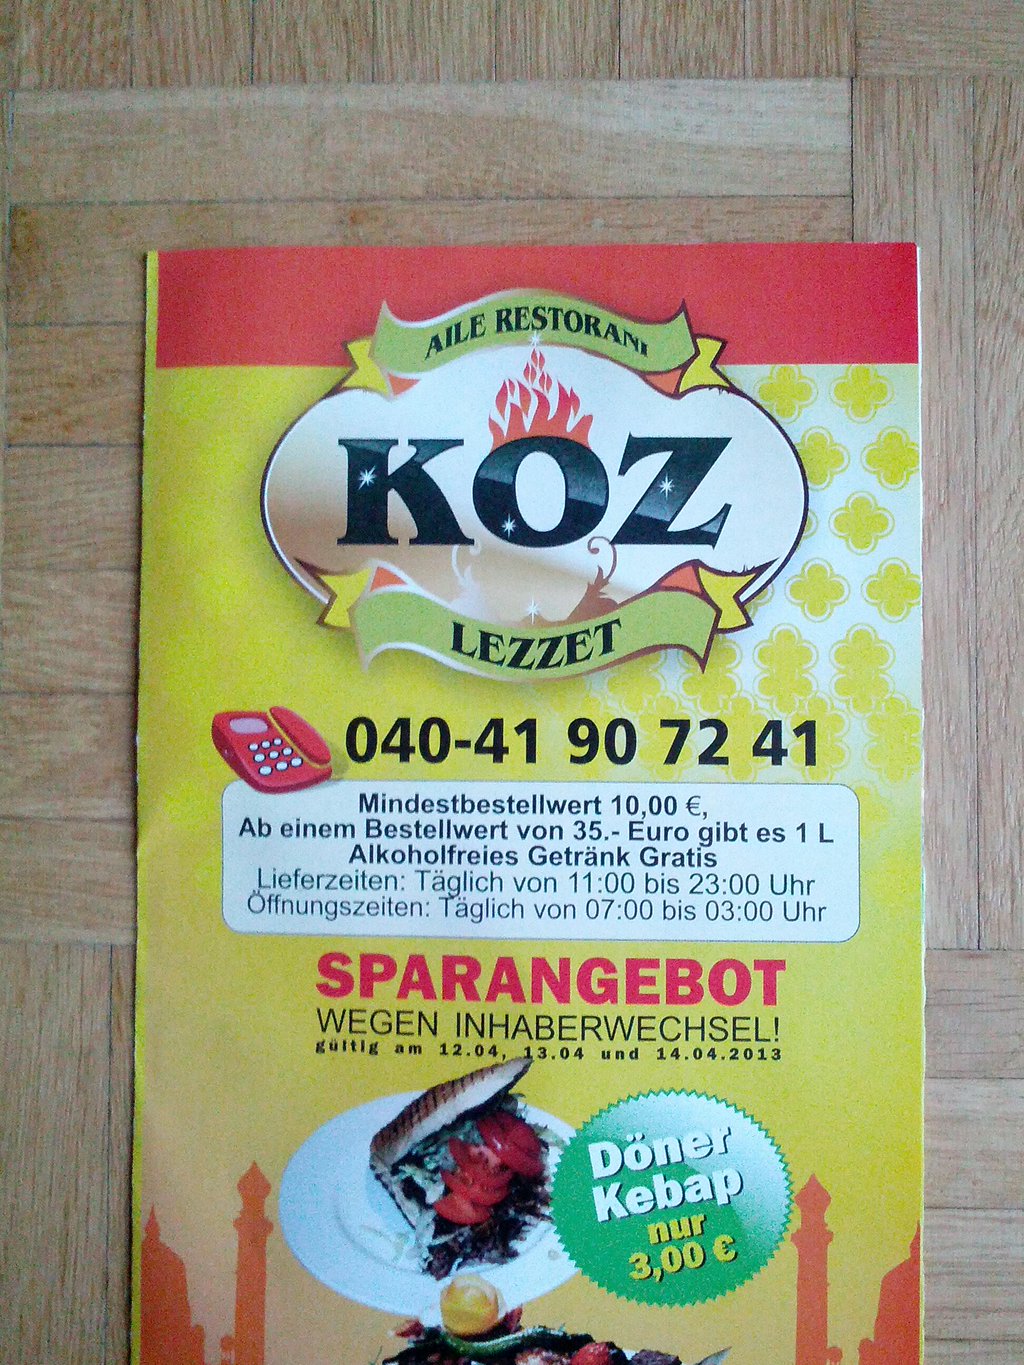 AILE RESTORANI
KOZ
LEZZET
040-41 90 72 41
Mindestbestellwert 10,00 €,
Ab einem Bestellwert von 35.- Euro gibt es 1 L
Alkoholfreies Getränk Gratis
Lieferzeiten: Täglich von 11:00 bis 23:00 Uhr
Öffnungszeiten: Täglich von 07:00 bis 03:00 Uhr
SPARANGEBOT
WEGEN INHABERWECHSEL!
gültig am 12.04, 13.04 und 14.04.2013
Döner
Kebap
nur
3,00 €